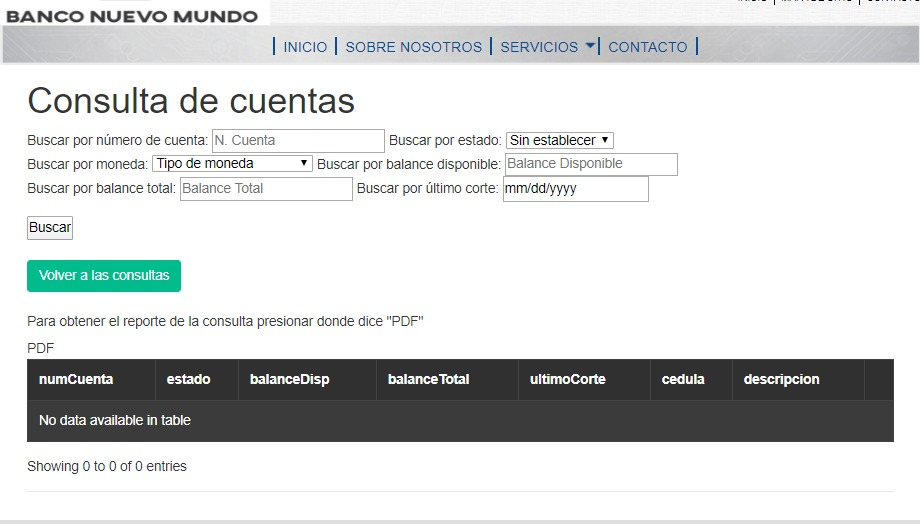 BANCO NUEVO MUNDO
INICIO SOBRE NOSOTROS SERVICIOS CONTACTO
Consulta de cuentas
Buscar por número de cuenta: N. Cuenta Buscar por estado: Sin establecer
Buscar por moneda: Tipo de moneda Buscar por balance disponible: Balance Disponible
Buscar por balance total: Balance Total Buscar por último corte: mm/dd/yyyy
Buscar
Volver a las consultas
Para obtener el reporte de la consulta presionar donde dice "PDF"
PDF
numCuenta estado balanceDisp balanceTotal ultimoCorte cedula descripcion
No data available in table
Showing 0 to 0 of 0 entries